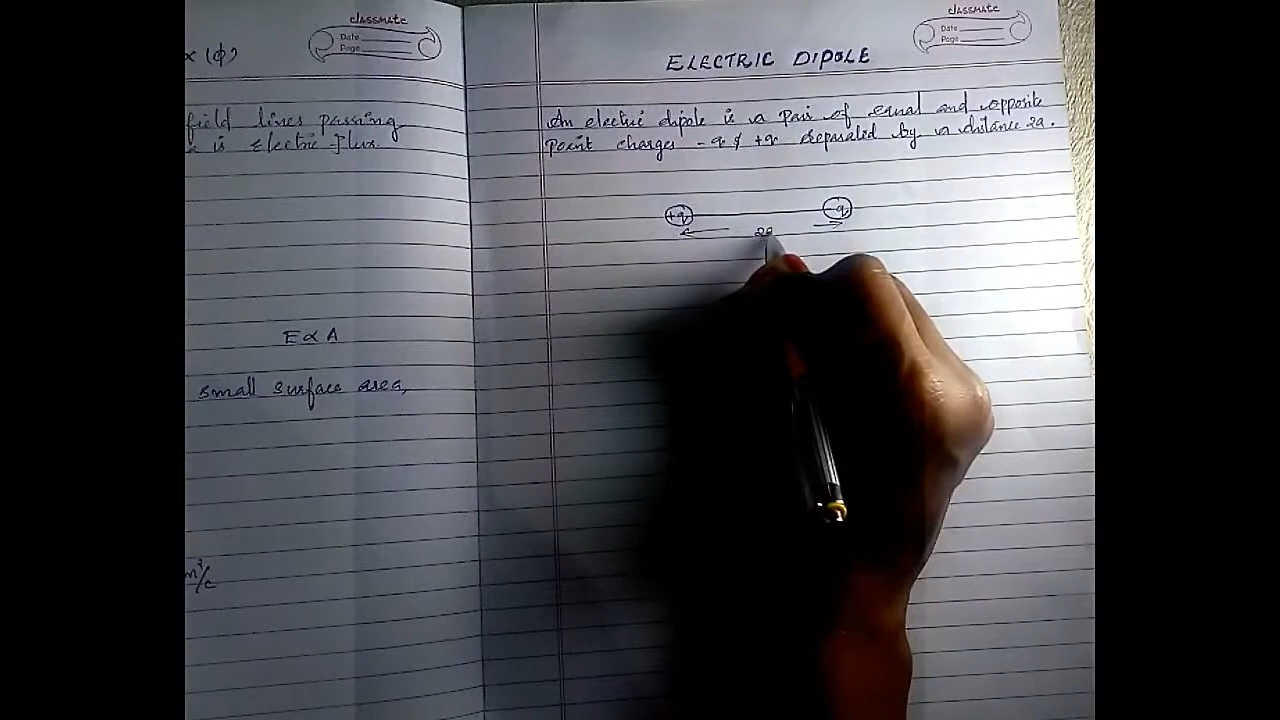 classmate
Date
Page
x (ϕ)
field lines passing
is Electric Flux.
E ∝ A
small surface area,
m²/c
classmate
Date
Page
ELECTRIC DIPOLE
An electric dipole is a pair of equal and opposite
point charges -q & +q separated by a distance 2a.
+q -q
2a